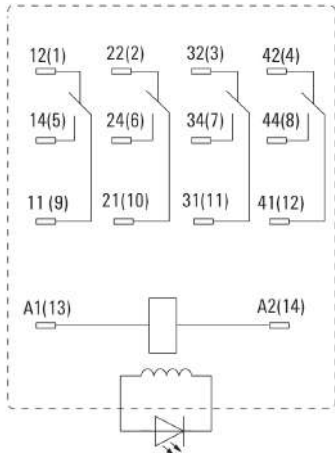 12(1) 22(2) 32(3) 42(4)
14(5) 24(6) 34(7) 44(8)
11 (9) 21(10) 31(11) 41(12)
A1(13) A2(14)